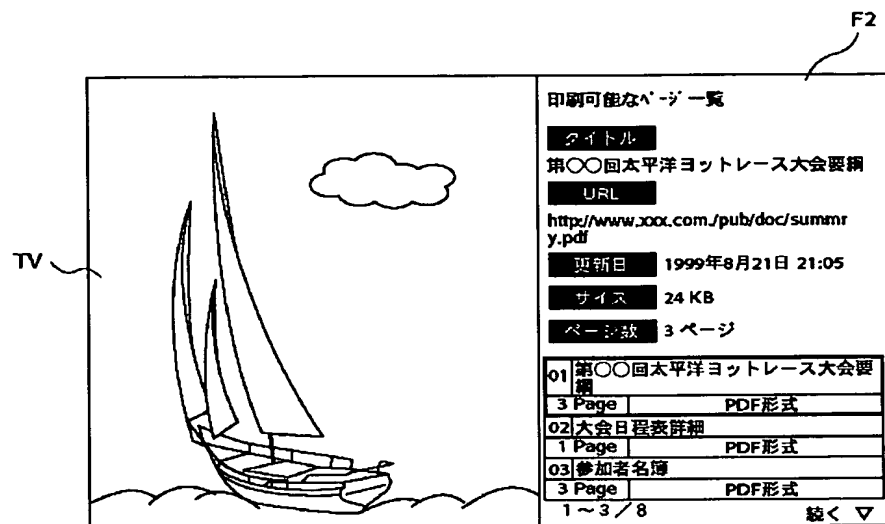 F2
TV
印刷可能なページ一覧
タイトル
第〇〇回太平洋ヨットレース大会要綱
URL
http://www.xxx.com./pub/doc/summr
y.pdf
更新日 1999年8月21日 21:05
サイズ 24 KB
ページ数 3 ページ
01 第〇〇回太平洋ヨットレース大会要
綱
3 Page PDF形式
02 大会日程表詳細
1 Page PDF形式
03 参加者名簿
3 Page PDF形式
1～3／8 続く ▽